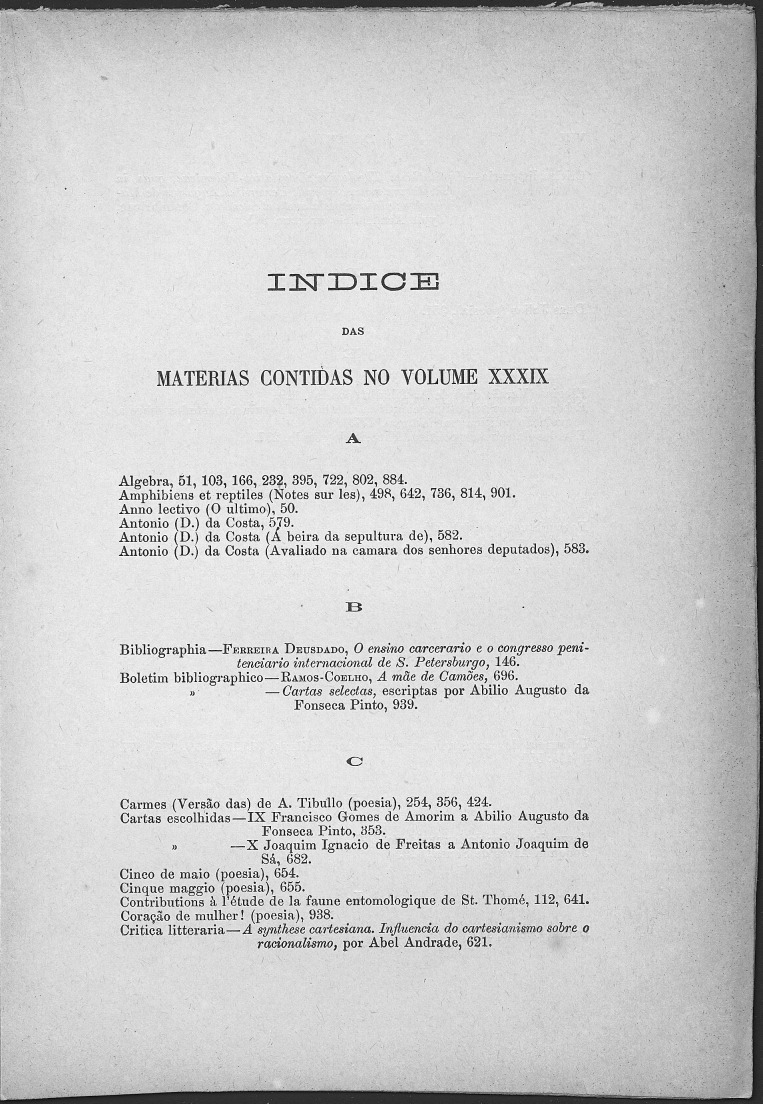 INDICE
DAS
MATERIAS CONTIDAS NO VOLUME XXXIX
A
Algebra, 51, 103, 166, 232, 395, 722, 802, 884.
Amphibiens et reptiles (Notes sur les), 498, 642, 736, 814, 901.
Anno lectivo (O ultimo), 50.
Antonio (D.) da Costa, 579.
Antonio (D.) da Costa (Á beira da sepultura de), 582.
Antonio (D.) da Costa (Avaliado na camara dos senhores deputados), 583.
B
Bibliographia—FERREIRA DEUSDADO, O ensino carcerario e o congresso peni-
tenciario internacional de S. Petersburgo, 146.
Boletim bibliographico—RAMOS-COELHO, A mãe de Camões, 696.
» —Cartas selectas, escriptas por Abilio Augusto da
Fonseca Pinto, 939.
C
Carmes (Versão das) de A. Tibullo (poesia), 254, 356, 424.
Cartas escolhidas—IX Francisco Gomes de Amorim a Abilio Augusto da
Fonseca Pinto, 353.
» —X Joaquim Ignacio de Freitas a Antonio Joaquim de
Sá, 682.
Cinco de maio (poesia), 654.
Cinque maggio (poesia), 655.
Contributions à l'étude de la faune entomologique de St. Thomé, 112, 641.
Coração de mulher! (poesia), 938.
Critica litteraria—A synthese cartesiana. Influencia do cartesianismo sobre o
racionalismo, por Abel Andrade, 621.